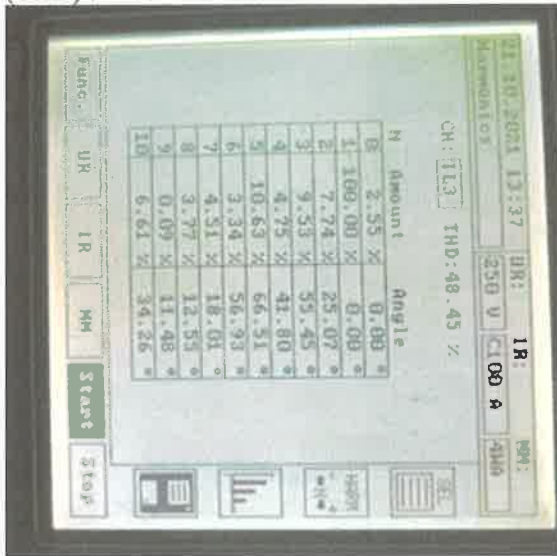 21.10.2021 13:37 UR: IR: MM:
Harmonics 250 V C100 A 4WD
CH: IL3 THD:48.45 %
N Amount Angle
0 2.55 % 0.00 °
1 100.00 % 0.00 °
2 7.74 % 25.07 °
3 9.53 % 55.45 °
4 4.75 % 41.80 °
5 10.63 % 66.51 °
6 3.34 % 56.93 °
7 4.51 % 18.01 °
8 3.77 % 12.55 °
9 0.09 % 11.48 °
10 6.61 % 34.26 °
SEL
HARM
Func. UR IR MM Start Stop